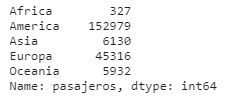 Africa 327
America 152979
Asia 6130
Europa 45316
Oceania 5932
Name: pasajeros, dtype: int64